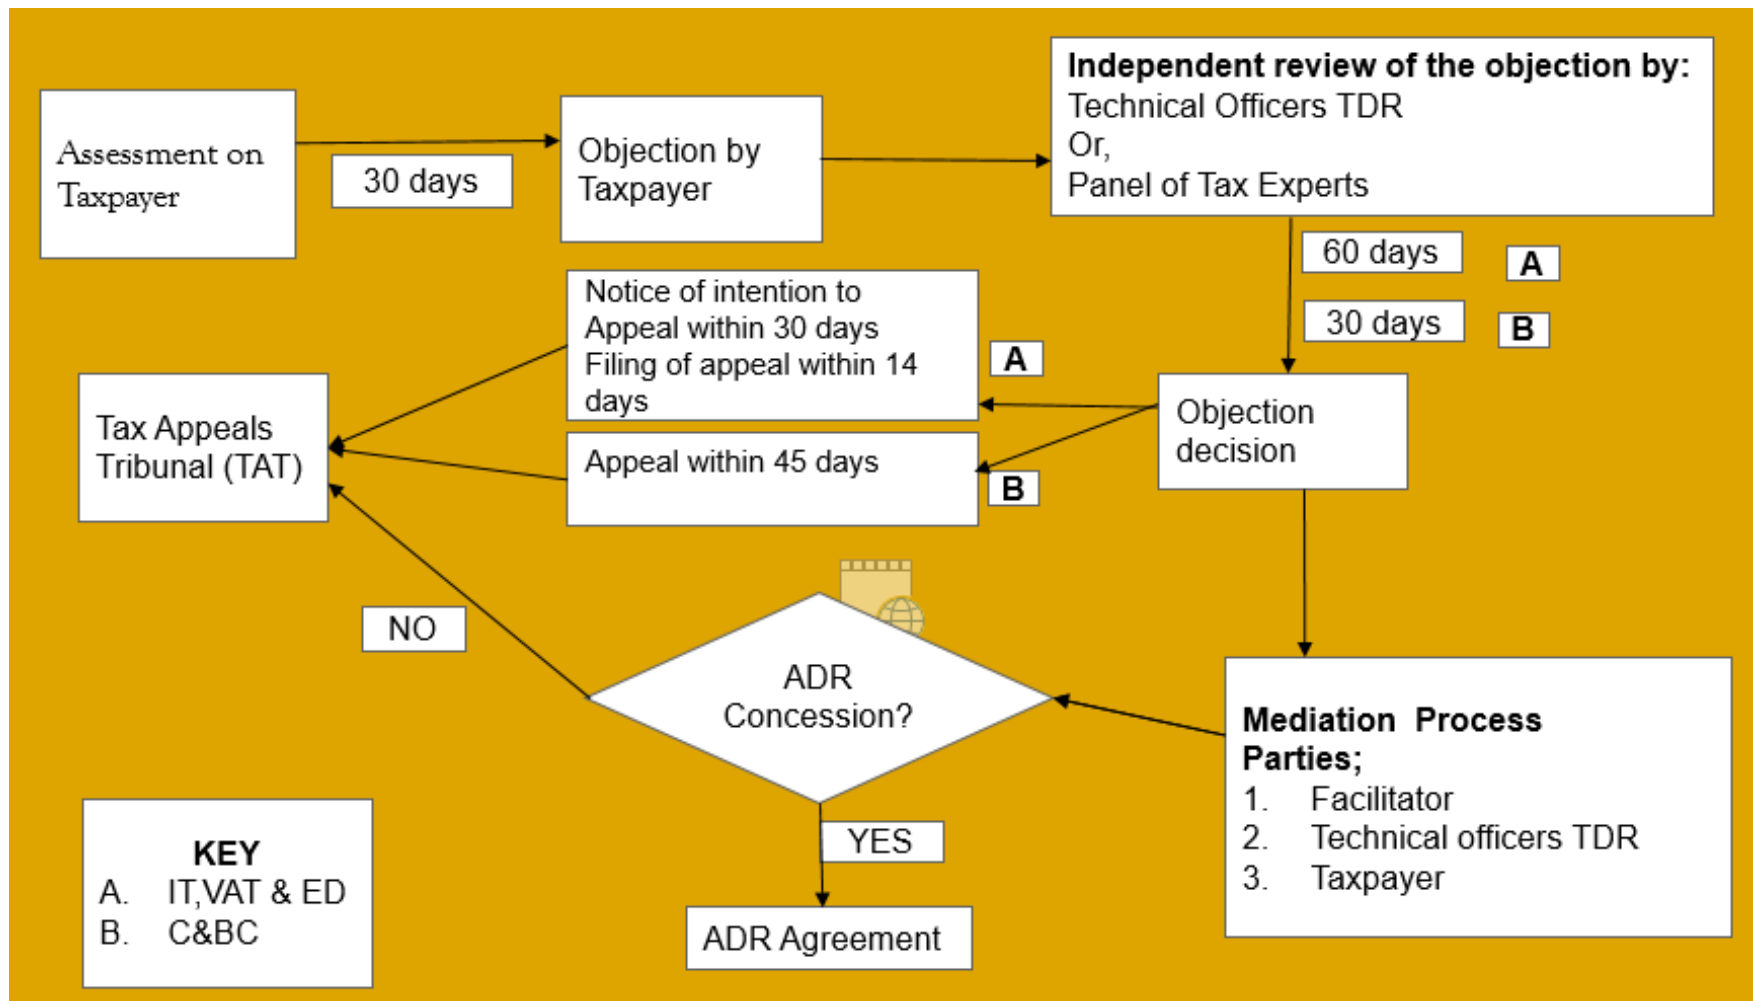 Assessment on
Taxpayer
30 days
Objection by
Taxpayer
Independent review of the objection by:
Technical Officers TDR
Or,
Panel of Tax Experts
60 days
A
30 days
B
Objection
decision
Notice of intention to
Appeal within 30 days
Filing of appeal within 14
days
A
Appeal within 45 days
B
Tax Appeals
Tribunal (TAT)
NO
ADR
Concession?
YES
ADR Agreement
Mediation  Process
Parties;
1. Facilitator
2. Technical officers TDR
3. Taxpayer
KEY
A. IT,VAT & ED
B. C&BC